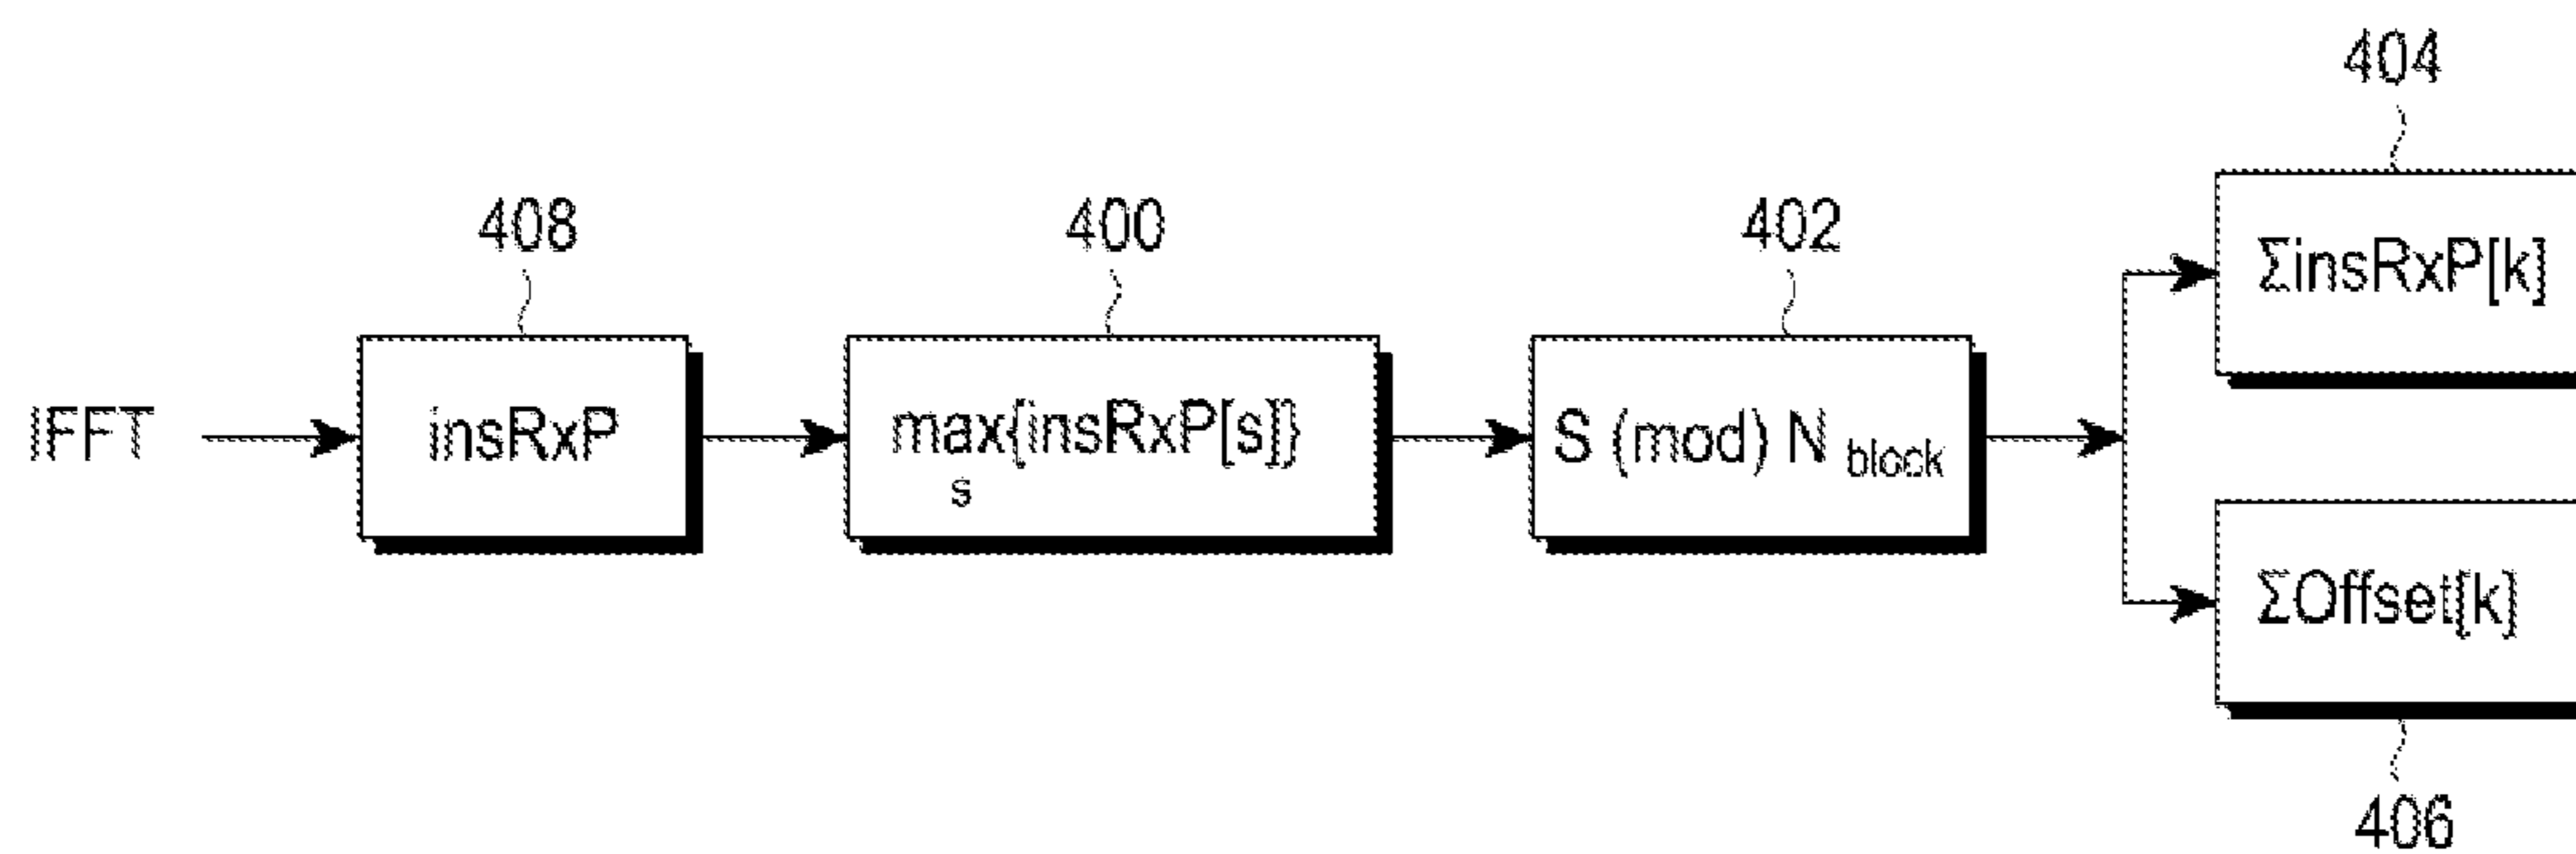 404
408
400
402
ΣinsRxP[k]
IFFT
insRxP
max{insRxP[s]}
s
S (mod) N block
ΣOffset[k]
406